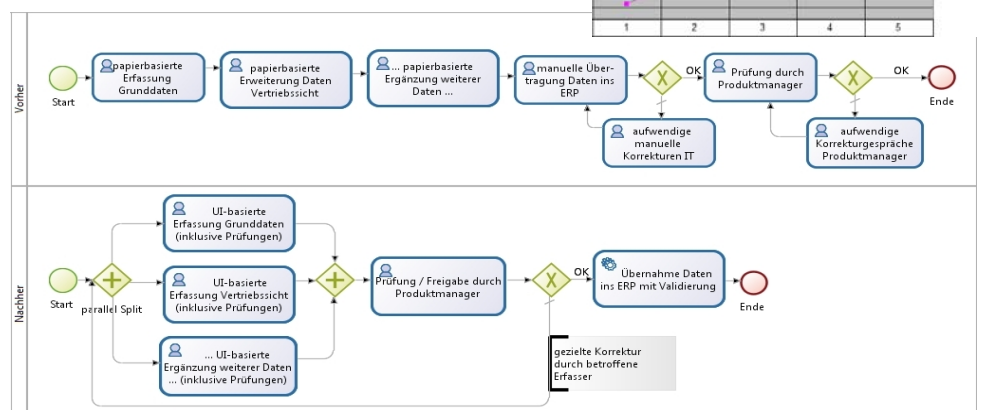 1 2 3 4 5
Vorher
Start
papierbasierte
Erfassung
Grunddaten
papierbasierte
Erweiterung Daten
Vertriebssicht
... papierbasierte
Ergänzung weiterer
Daten ...
manuelle Über-
tragung Daten ins
ERP
OK
aufwendige
manuelle
Korrekturen IT
Prüfung durch
Produktmanager
OK
aufwendige
Korrekturgespräche
Produktmanager
Ende
Nachher
Start
parallel Split
UI-basierte
Erfassung Grunddaten
(inklusive Prüfungen)
UI-basierte
Erfassung Vertriebssicht
(inklusive Prüfungen)
... UI-basierte
Ergänzung weiterer Daten
... (inklusive Prüfungen)
Prüfung / Freigabe durch
Produktmanager
OK
gezielte Korrektur
durch betroffene
Erfasser
Übernahme Daten
ins ERP mit Validierung
Ende